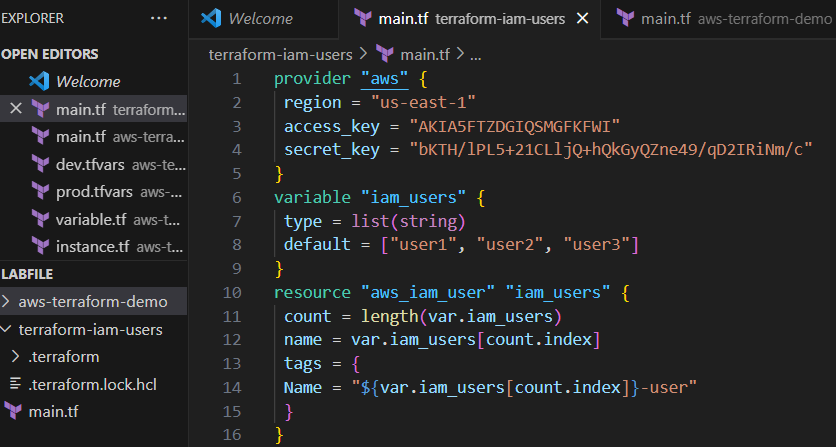 EXPLORER ...
OPEN EDITORS
Welcome
main.tf terraform...
main.tf aws-terra...
dev.tfvars aws-te...
prod.tfvars aws-t...
variable.tf aws-t...
instance.tf aws-t...
LABFILE
aws-terraform-demo
terraform-iam-users
.terraform
.terraform.lock.hcl
main.tf
Welcome
main.tf terraform-iam-users
main.tf aws-terraform-demo
terraform-iam-users > main.tf > ...
1 provider "aws" {
2 region = "us-east-1"
3 access_key = "AKIA5FTZDGIQSMGFKFWI"
4 secret_key = "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"
5 }
6 variable "iam_users" {
7 type = list(string)
8 default = ["user1", "user2", "user3"]
9 }
10 resource "aws_iam_user" "iam_users" {
11 count = length(var.iam_users)
12 name = var.iam_users[count.index]
13 tags = {
14 Name = "${var.iam_users[count.index]}-user"
15 }
16 }